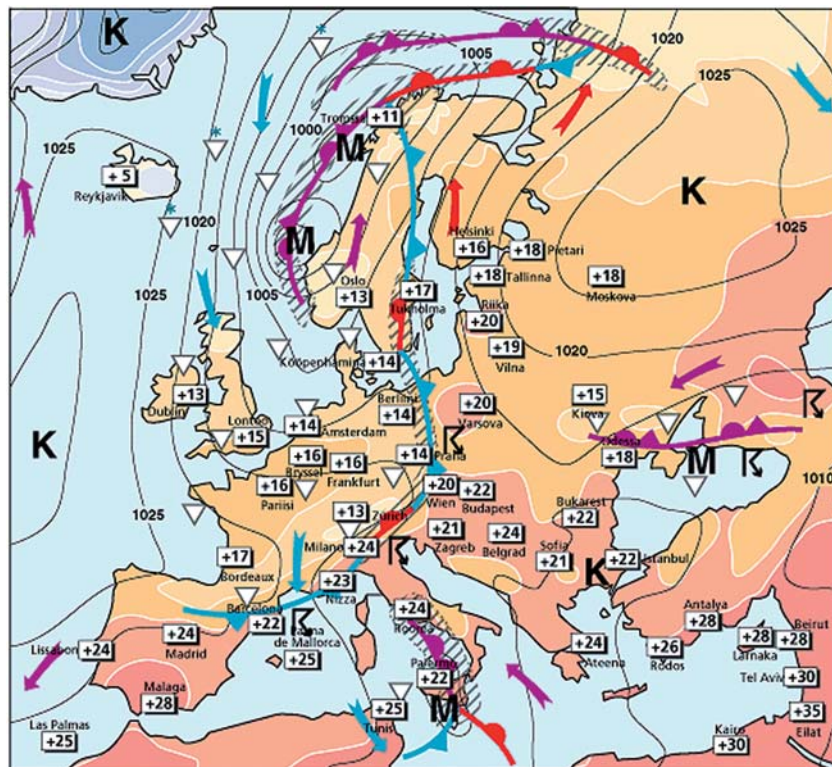 K
1005
1020
1025
Tromssa
+11
1000
M
1025
+ 5
Reykjavik
K
1020
M
1025
Helsinki
+16
+18
Pietari
1025
1005
Oslo
+13
+17
Tukholma
+18
Tallinna
+18
Moskova
Riika
+20
+19
Vilna
1020
Kööpenhamina
+14
+13
Dublin
Lontoo
+15
+14
Amsterdam
Berliini
+14
+20
Varsova
+15
Kiova
K
+16
Bryssel
+16
Frankfurt
+14
Praha
Odessa
+18
M
+16
Pariisi
+20
Wien
+22
Budapest
1010
1025
+13
Zürich
Milano
+24
+21
Zagreb
+24
Belgrad
Bukarest
+22
Sofia
+21
K
+22
Istanbul
+17
Bordeaux
+23
Nizza
Barcelona
+22
Palma
de Mallorca
+25
+24
Rooma
Lissabon
+24
+24
Madrid
+24
Ateena
+26
Rodos
Antalya
+28
+28
Larnaka
Beirut
+28
Malaga
+28
Palermo
+22
M
Tel Aviv
+30
Las Palmas
+25
+25
Tunis
Kairo
+30
+35
Eilat